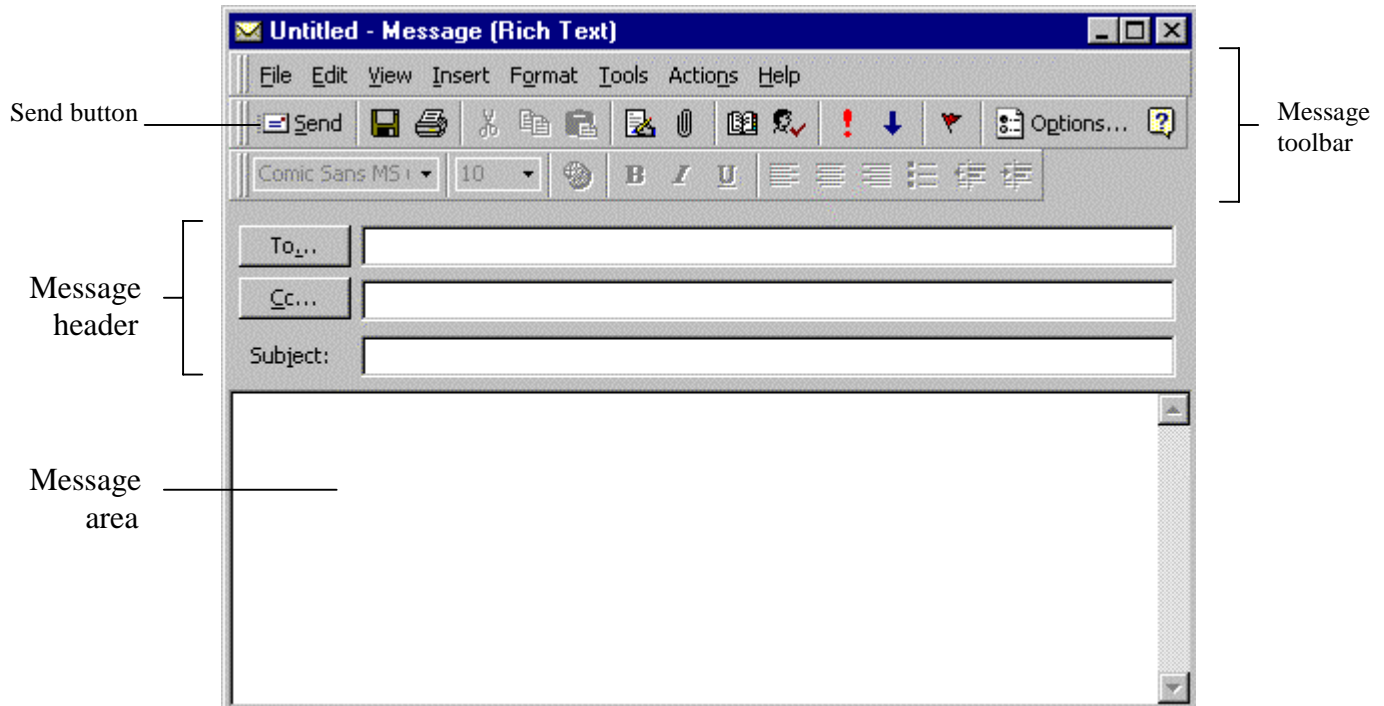 Untitled - Message (Rich Text)
File Edit View Insert Format Tools Actions Help
Send button
Send
Options...
Message
toolbar
Comic Sans MS
10
B I U
To...
Cc...
Subject:
Message
header
Message
area